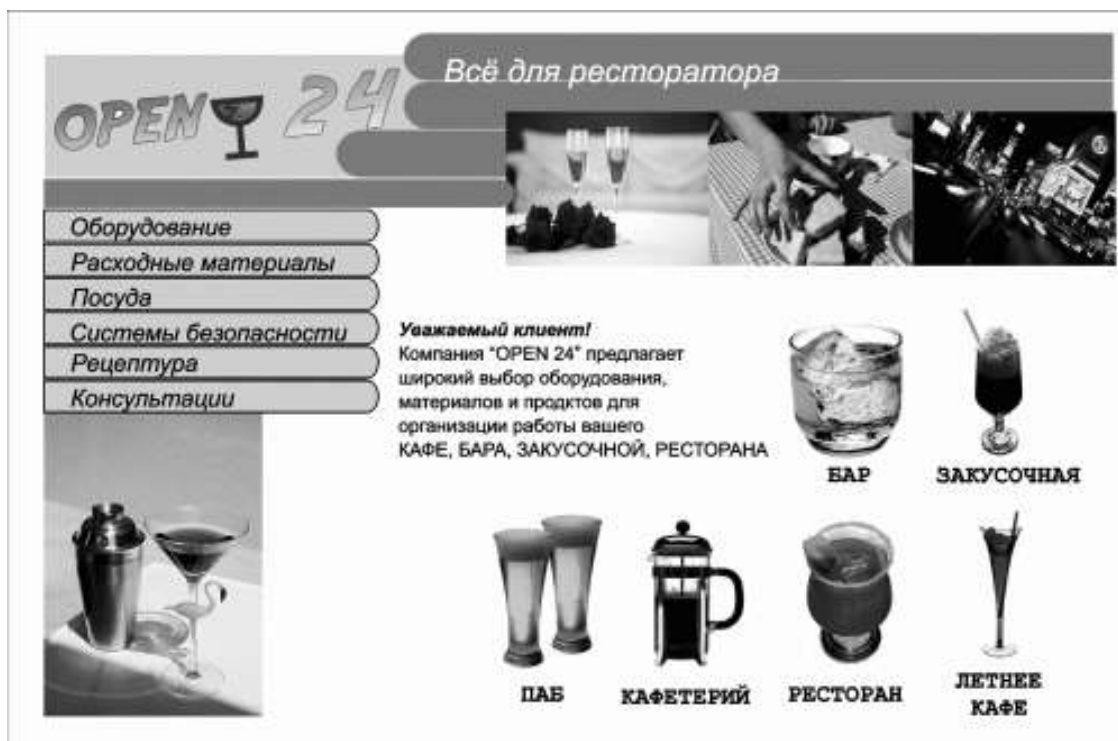 OPEN 24
Всё для ресторатора
Оборудование
Расходные материалы
Посуда
Системы безопасности
Рецептура
Консультации
Уважаемый клиент!
Компания "OPEN 24" предлагает
широкий выбор оборудования,
материалов и продктов для
организации работы вашего
КАФЕ, БАРА, ЗАКУСОЧНОЙ, РЕСТОРАНА
БАР
ЗАКУСОЧНАЯ
ПАБ
КАФЕТЕРИЙ
РЕСТОРАН
ЛЕТНЕЕ
КАФЕ